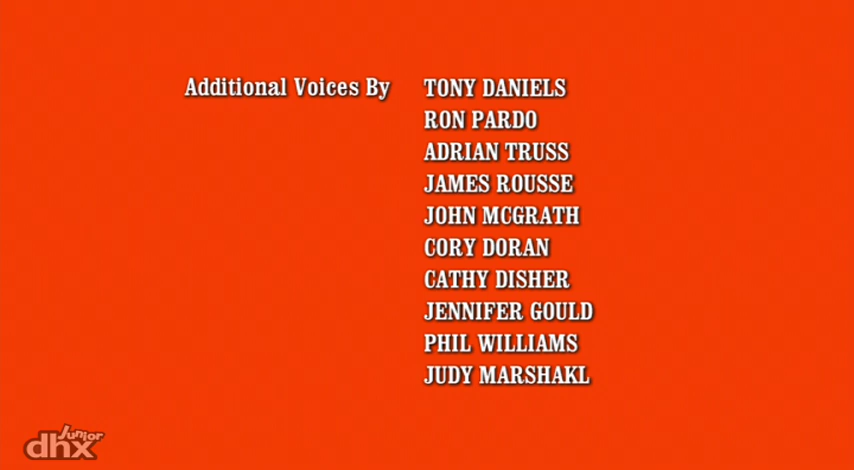 Additional Voices By TONY DANIELS
RON PARDO
ADRIAN TRUSS
JAMES ROUSSE
JOHN MCGRATH
CORY DORAN
CATHY DISHER
JENNIFER GOULD
PHIL WILLIAMS
JUDY MARSHAKL
dhx Junior